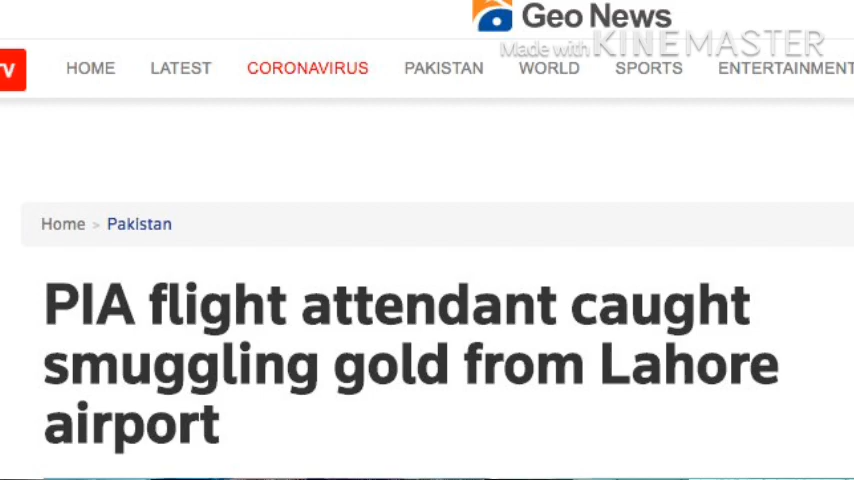 Geo News
Made with KINEMASTER
TV HOME LATEST CORONAVIRUS PAKISTAN WORLD SPORTS ENTERTAINMENT
Home > Pakistan
PIA flight attendant caught
smuggling gold from Lahore
airport